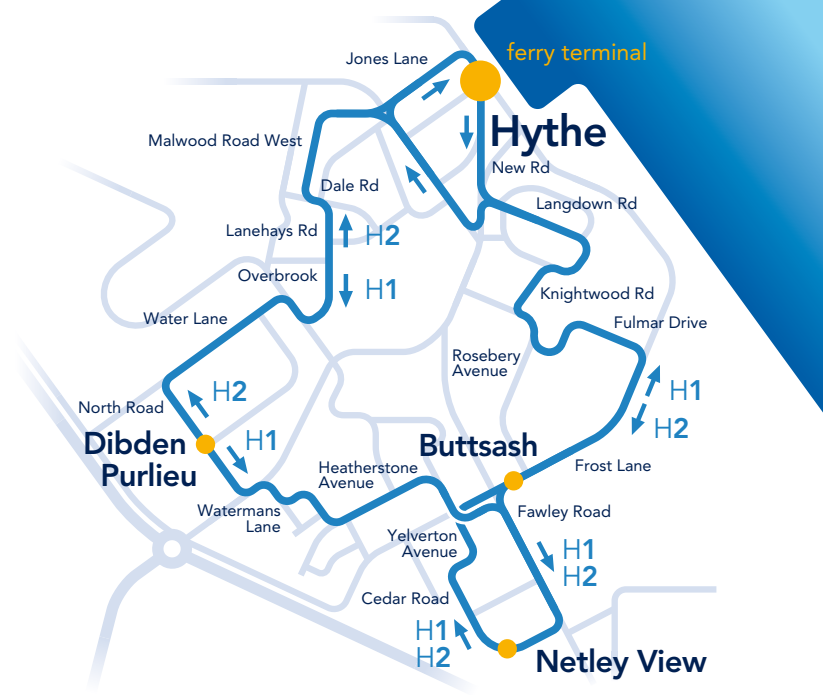 ferry terminal
Jones Lane
Hythe
Malwood Road West
New Rd
Dale Rd
Langdown Rd
Lanehays Rd
H2
Overbrook
H1
Knightwood Rd
Water Lane
Fulmar Drive
Rosebery
Avenue
H1
H2
H2
North Road
Dibden
Purlieu
H1
Buttsash
Heatherstone
Avenue
Frost Lane
Watermans
Lane
Fawley Road
Yelverton
Avenue
H1
H2
Cedar Road
H1
H2
Netley View